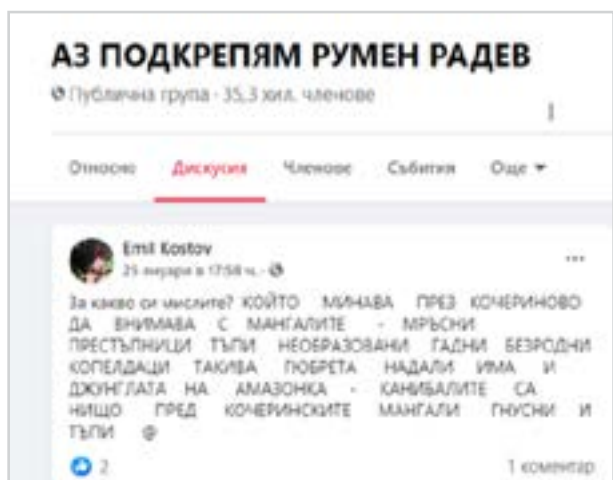 АЗ ПОДКРЕПЯМ РУМЕН РАДЕВ
Публична група · 35,3 хил. членове
Относно Дискусия Членове Събития Още
Emil Kostov
25 януари в 17:58 ч. ·
За какво си мислите? КОЙТО МИНАВА ПРЕЗ КОЧЕРИНОВО
ДА ВНИМАВА С МАНГАЛИТЕ - МРЪСНИ
ПРЕСТЪПНИЦИ ТЪПИ НЕОБРАЗОВАНИ ГАДНИ БЕЗРОДНИ
КОПЕЛДАЦИ ТАКИВА ГЮБРЕТА НАДАЛИ ИМА И
ДЖУНГЛАТА НА АМАЗОНКА - КАНИБАЛИТЕ СА
НИЩО ПРЕД КОЧЕРИНСКИТЕ МАНГАЛИ ГНУСНИ И
ТЪПИ @
2 1 коментар